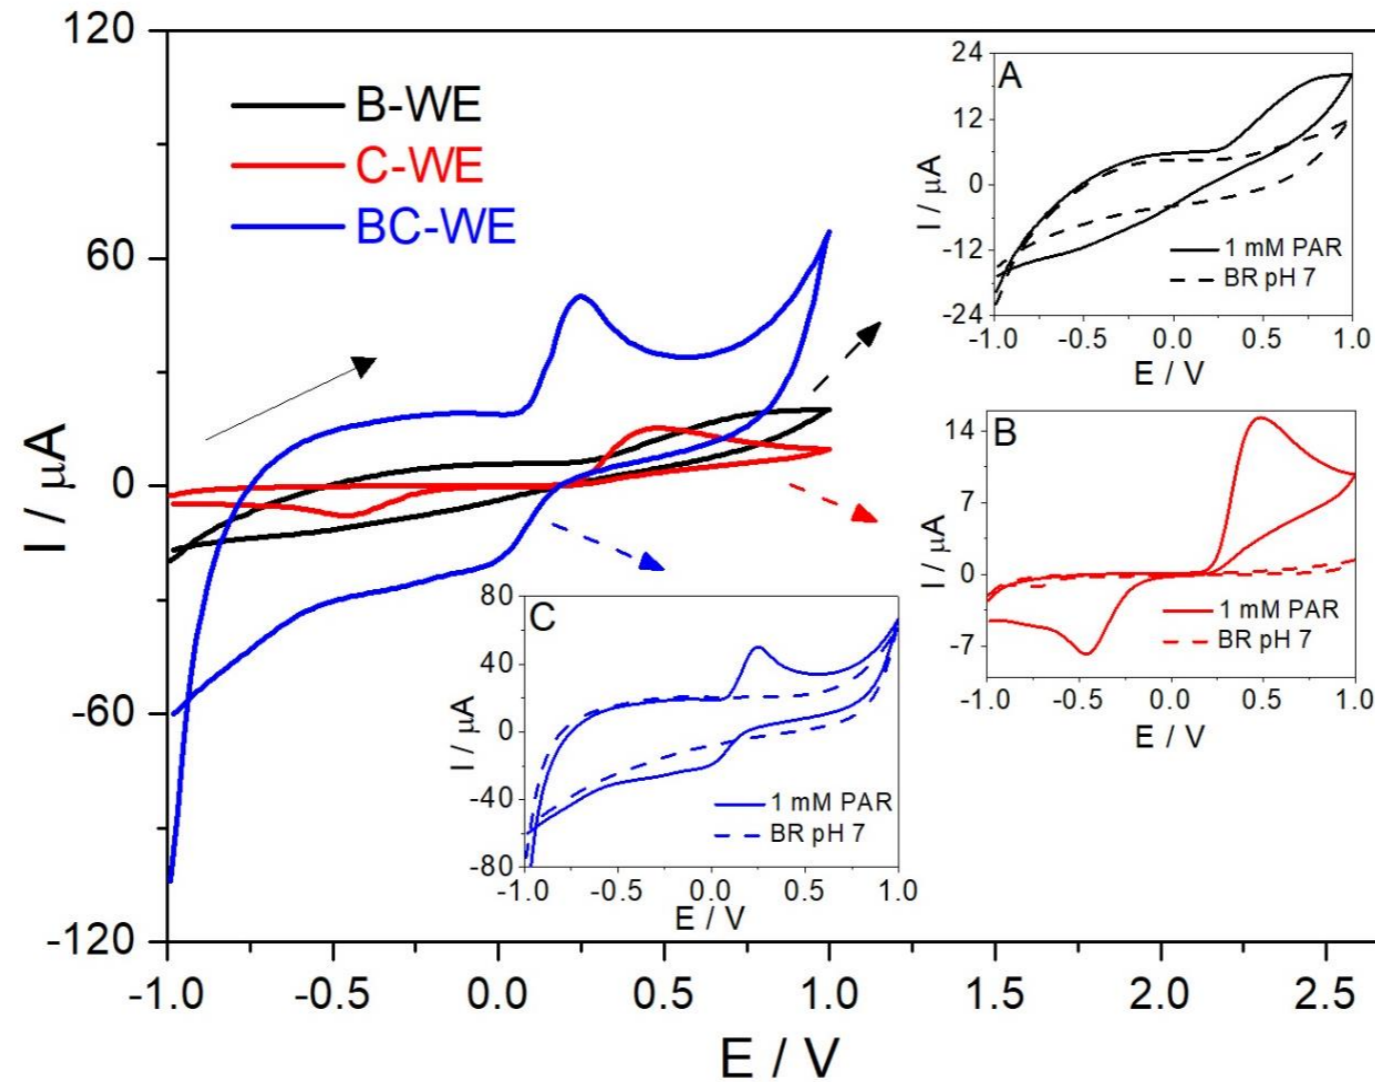 120
60
0
-60
-120
I / μA
B-WE
C-WE
BC-WE
-1.0 -0.5 0.0 0.5 1.0 1.5 2.0 2.5
E / V
A
24
12
0
-12
-24
I / μA
1 mM PAR
BR pH 7
-1.0 -0.5 0.0 0.5 1.0
E / V
B
14
7
0
-7
I / μA
1 mM PAR
BR pH 7
-1.0 -0.5 0.0 0.5 1.0
E / V
C
80
40
0
-40
-80
I / μA
1 mM PAR
BR pH 7
-1.0 -0.5 0.0 0.5 1.0
E / V